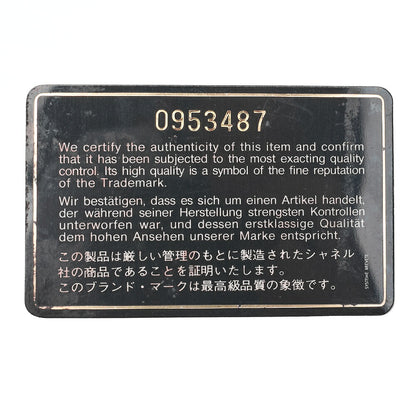 0953487
We certify the authenticity of this item and confirm
that it has been subjected to the most exacting quality
control. Its high quality is a symbol of the fine reputation
of the Trademark.
Wir bestätigen, dass es sich um einen Artikel handelt,
der während seiner Herstellung strengsten Kontrollen
unterworfen war, und dessen erstklassige Qualität
dem hohen Ansehen unserer Marke entspricht.
この製品は厳しい管理のもとに製造されたシャネル
社の商品であることを証明いたします。
このブランド・マークは最高級品質の象徴です。